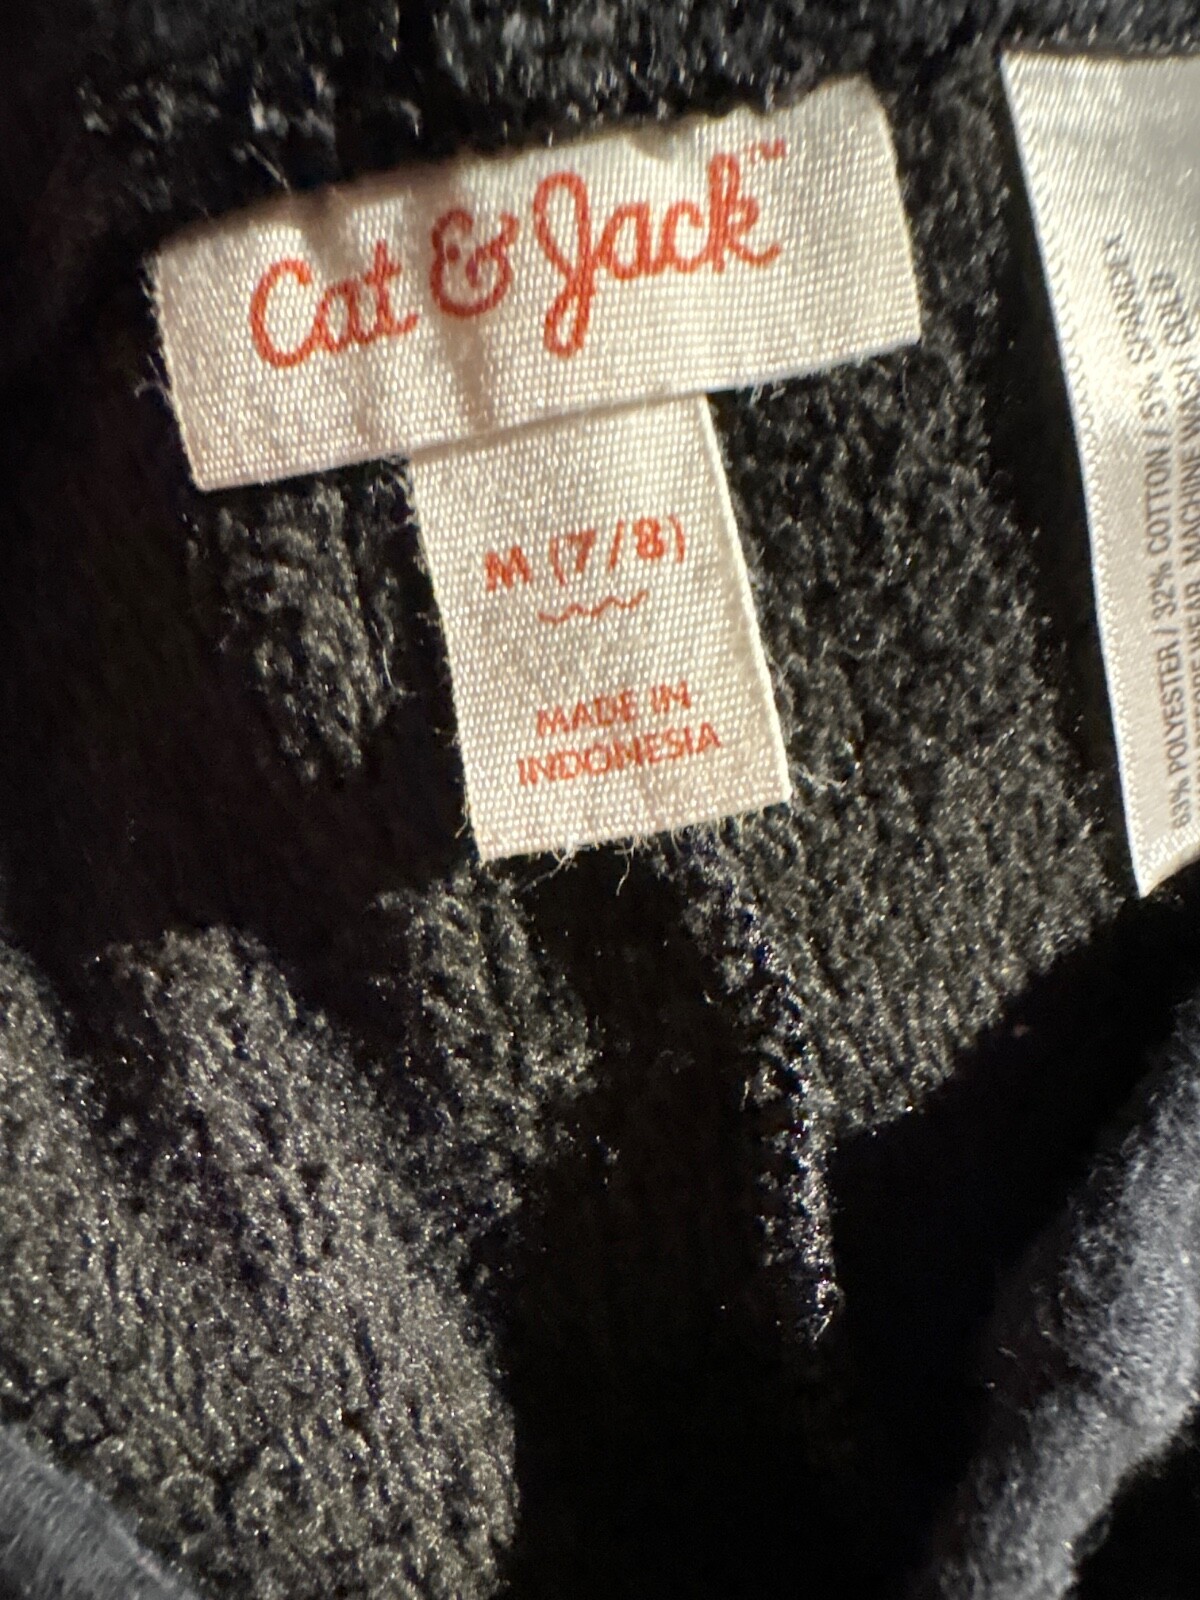 Cat & Jack™
M (7/8)
MADE IN
INDONESIA
63% POLYESTER / 32% COTTON / 5% SPANDEX
MACHINE WASH COLD